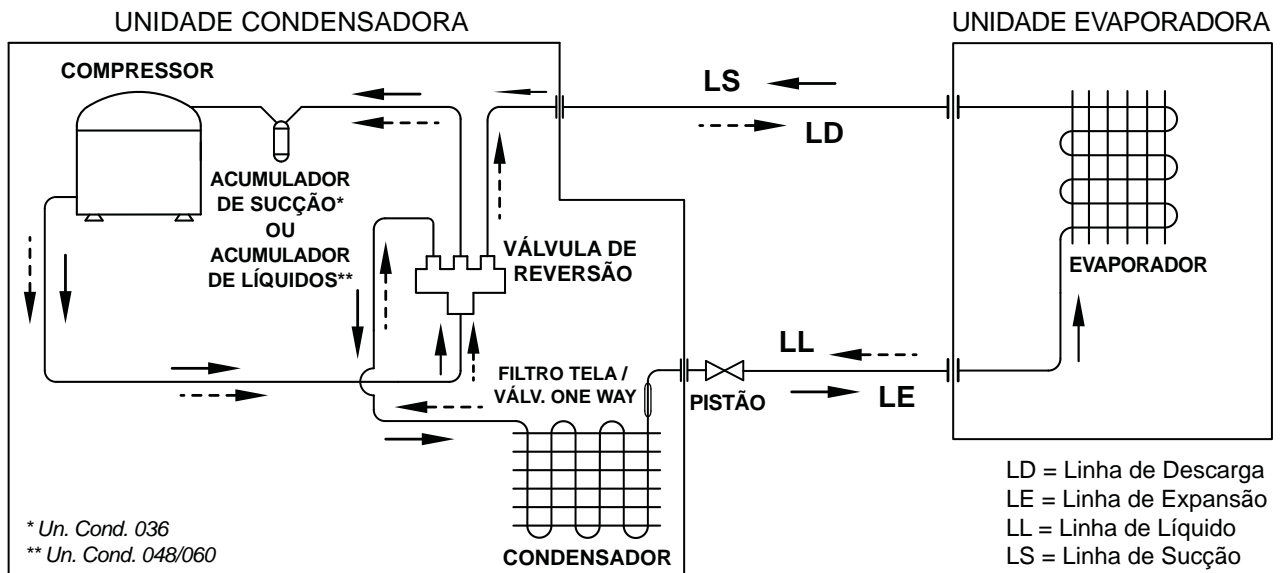 UNIDADE CONDENSADORA
UNIDADE EVAPORADORA
COMPRESSOR
LS
LD
ACUMULADOR
DE SUCÇÃO*
OU
ACUMULADOR
DE LÍQUIDOS**
VÁLVULA DE
REVERSÃO
EVAPORADOR
LL
LE
FILTRO TELA /
VÁLV. ONE WAY
PISTÃO
CONDENSADOR
* Un. Cond. 036
** Un. Cond. 048/060
LD = Linha de Descarga
LE = Linha de Expansão
LL = Linha de Líquido
LS = Linha de Sucção